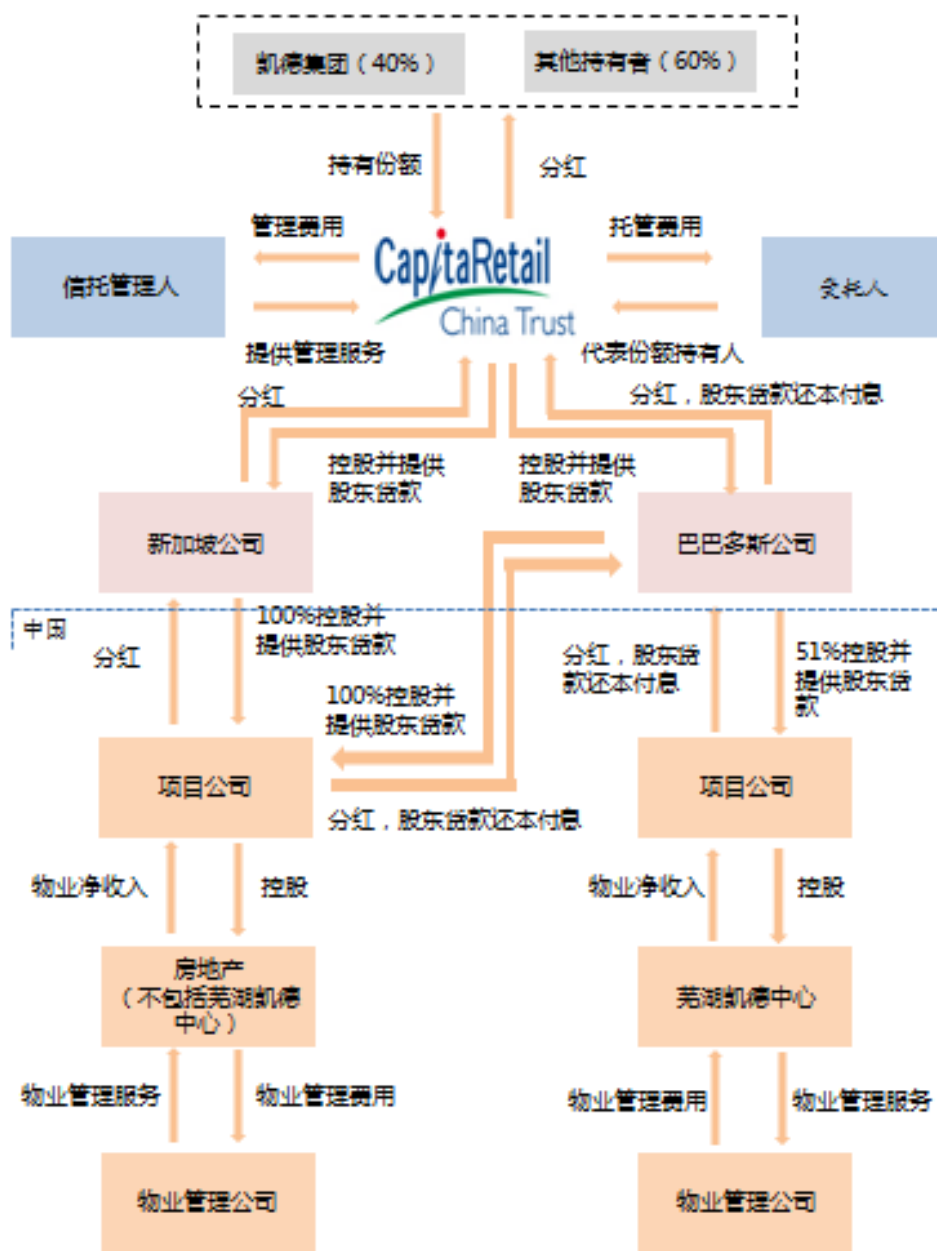 凯德集团（40%）
其他持有者（60%）
持有份额
分红
管理费用
托管费用
信托管理人
CapitaRetail
China Trust
受托人
提供管理服务
代表份额持有人
分红
分红，股东贷款还本付息
控股并提供
股东贷款
控股并提供
股东贷款
新加坡公司
巴巴多斯公司
中国
分红
100%控股并
提供股东贷款
100%控股并
提供股东贷款
分红，股东贷
款还本付息
51%控股并
提供股东贷
款
项目公司
项目公司
分红，股东贷款还本付息
物业净收入
控股
物业净收入
控股
房地产
（不包括芜湖凯德
中心）
芜湖凯德中心
物业管理服务
物业管理费用
物业管理费用
物业管理服务
物业管理公司
物业管理公司